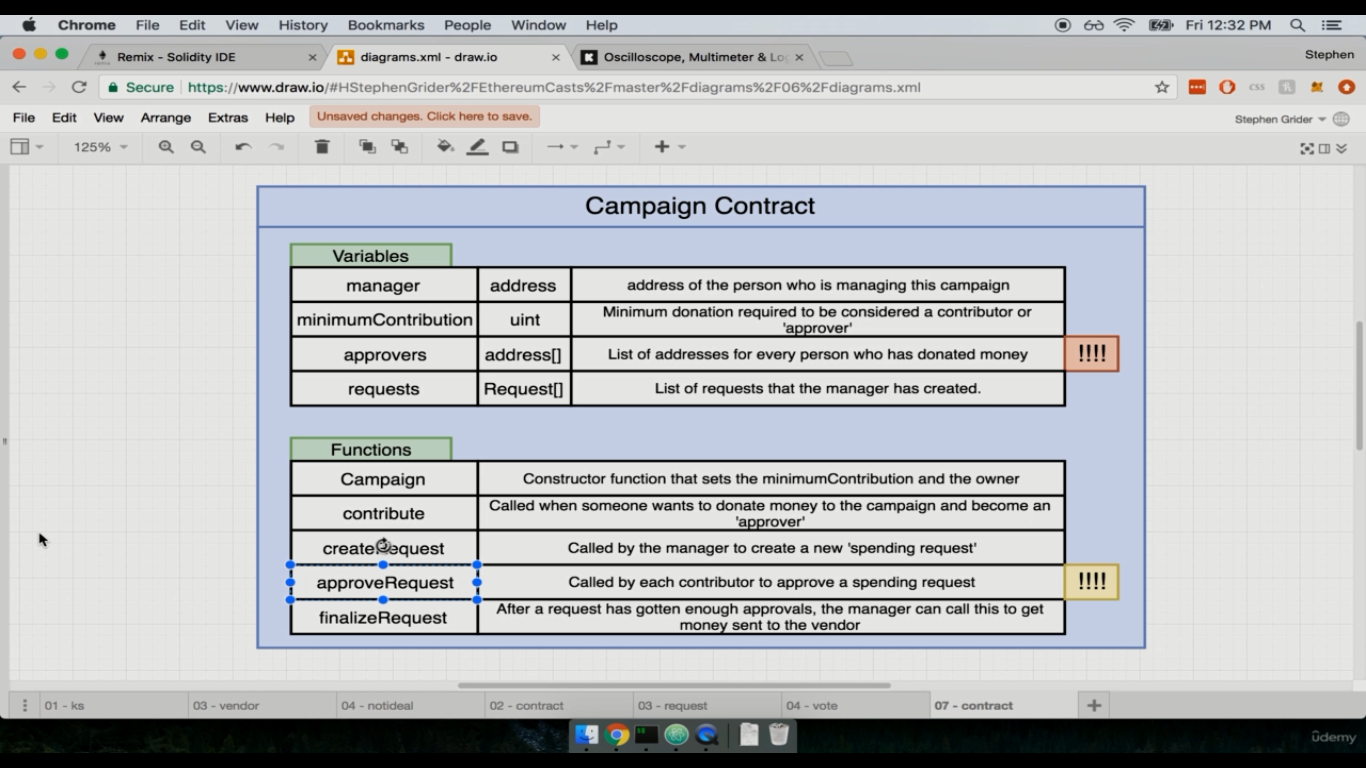 Chrome File Edit View History Bookmarks People Window Help Fri 12:32 PM
Remix - Solidity IDE diagrams.xml - draw.io Oscilloscope, Multimeter & Lo Stephen
Secure https://www.draw.io/#HStephenGrider%2FEthereumCasts%2Fmaster%2Fdiagrams%2F06%2Fdiagrams.xml CSS
File Edit View Arrange Extras Help Unsaved changes. Click here to save. Stephen Grider
125%
Campaign Contract
Variables
manager address address of the person who is managing this campaign
minimumContribution uint Minimum donation required to be considered a contributor or
'approver'
approvers address[] List of addresses for every person who has donated money !!!!
requests Request[] List of requests that the manager has created.
Functions
Campaign Constructor function that sets the minimumContribution and the owner
contribute Called when someone wants to donate money to the campaign and become an
'approver'
createRequest Called by the manager to create a new 'spending request'
approveRequest Called by each contributor to approve a spending request !!!!
finalizeRequest After a request has gotten enough approvals, the manager can call this to get
money sent to the vendor
01 - ks 03 - vendor 04 - notideal 02 - contract 03 - request 04 - vote 07 - contract
ûdemy